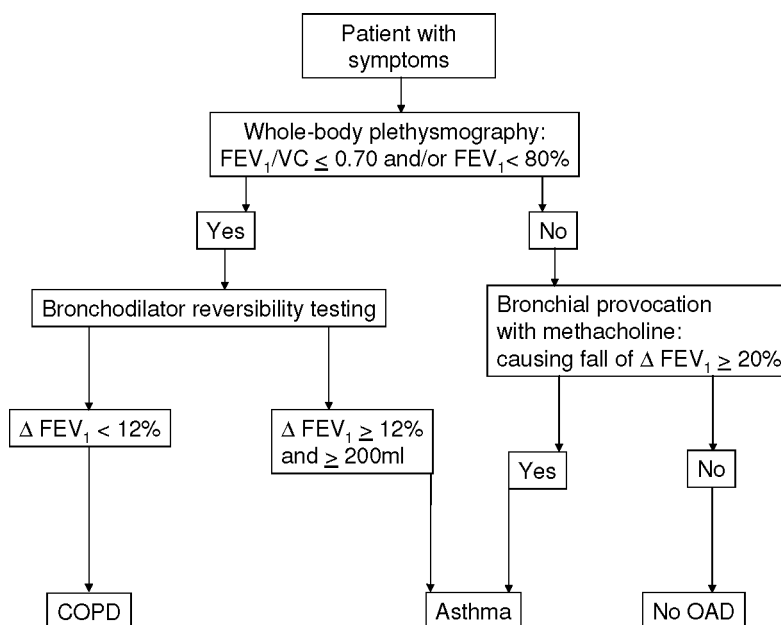 Patient with
symptoms
Whole-body plethysmography:
FEV₁/VC ≤ 0.70 and/or FEV₁< 80%
Yes
No
Bronchodilator reversibility testing
Bronchial provocation
with methacholine:
causing fall of Δ FEV₁ ≥ 20%
Δ FEV₁ < 12%
Δ FEV₁ ≥ 12%
and ≥ 200ml
Yes
No
COPD
Asthma
No OAD